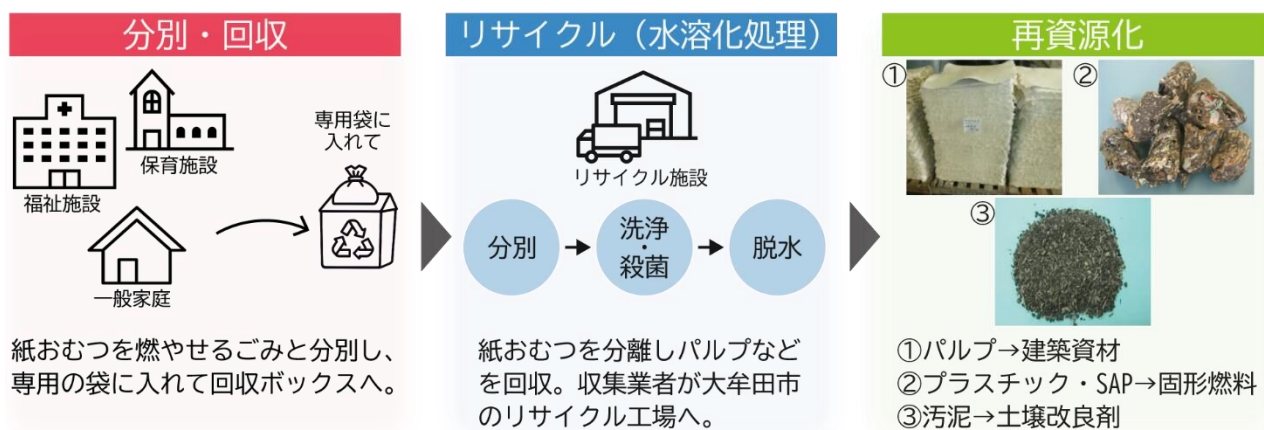 分別・回収
福祉施設
保育施設
一般家庭
専用袋に
入れて
紙おむつを燃やせるごみと分別し、
専用の袋に入れて回収ボックスへ。
リサイクル(水溶化処理)
リサイクル施設
分別
洗浄
・
殺菌
脱水
紙おむつを分離しパルプなど
を回収。収集業者が大牟田市
のリサイクル工場へ。
再資源化
①
②
③
①パルプ→建築資材
②プラスチック・SAP→固形燃料
③汚泥→土壌改良剤